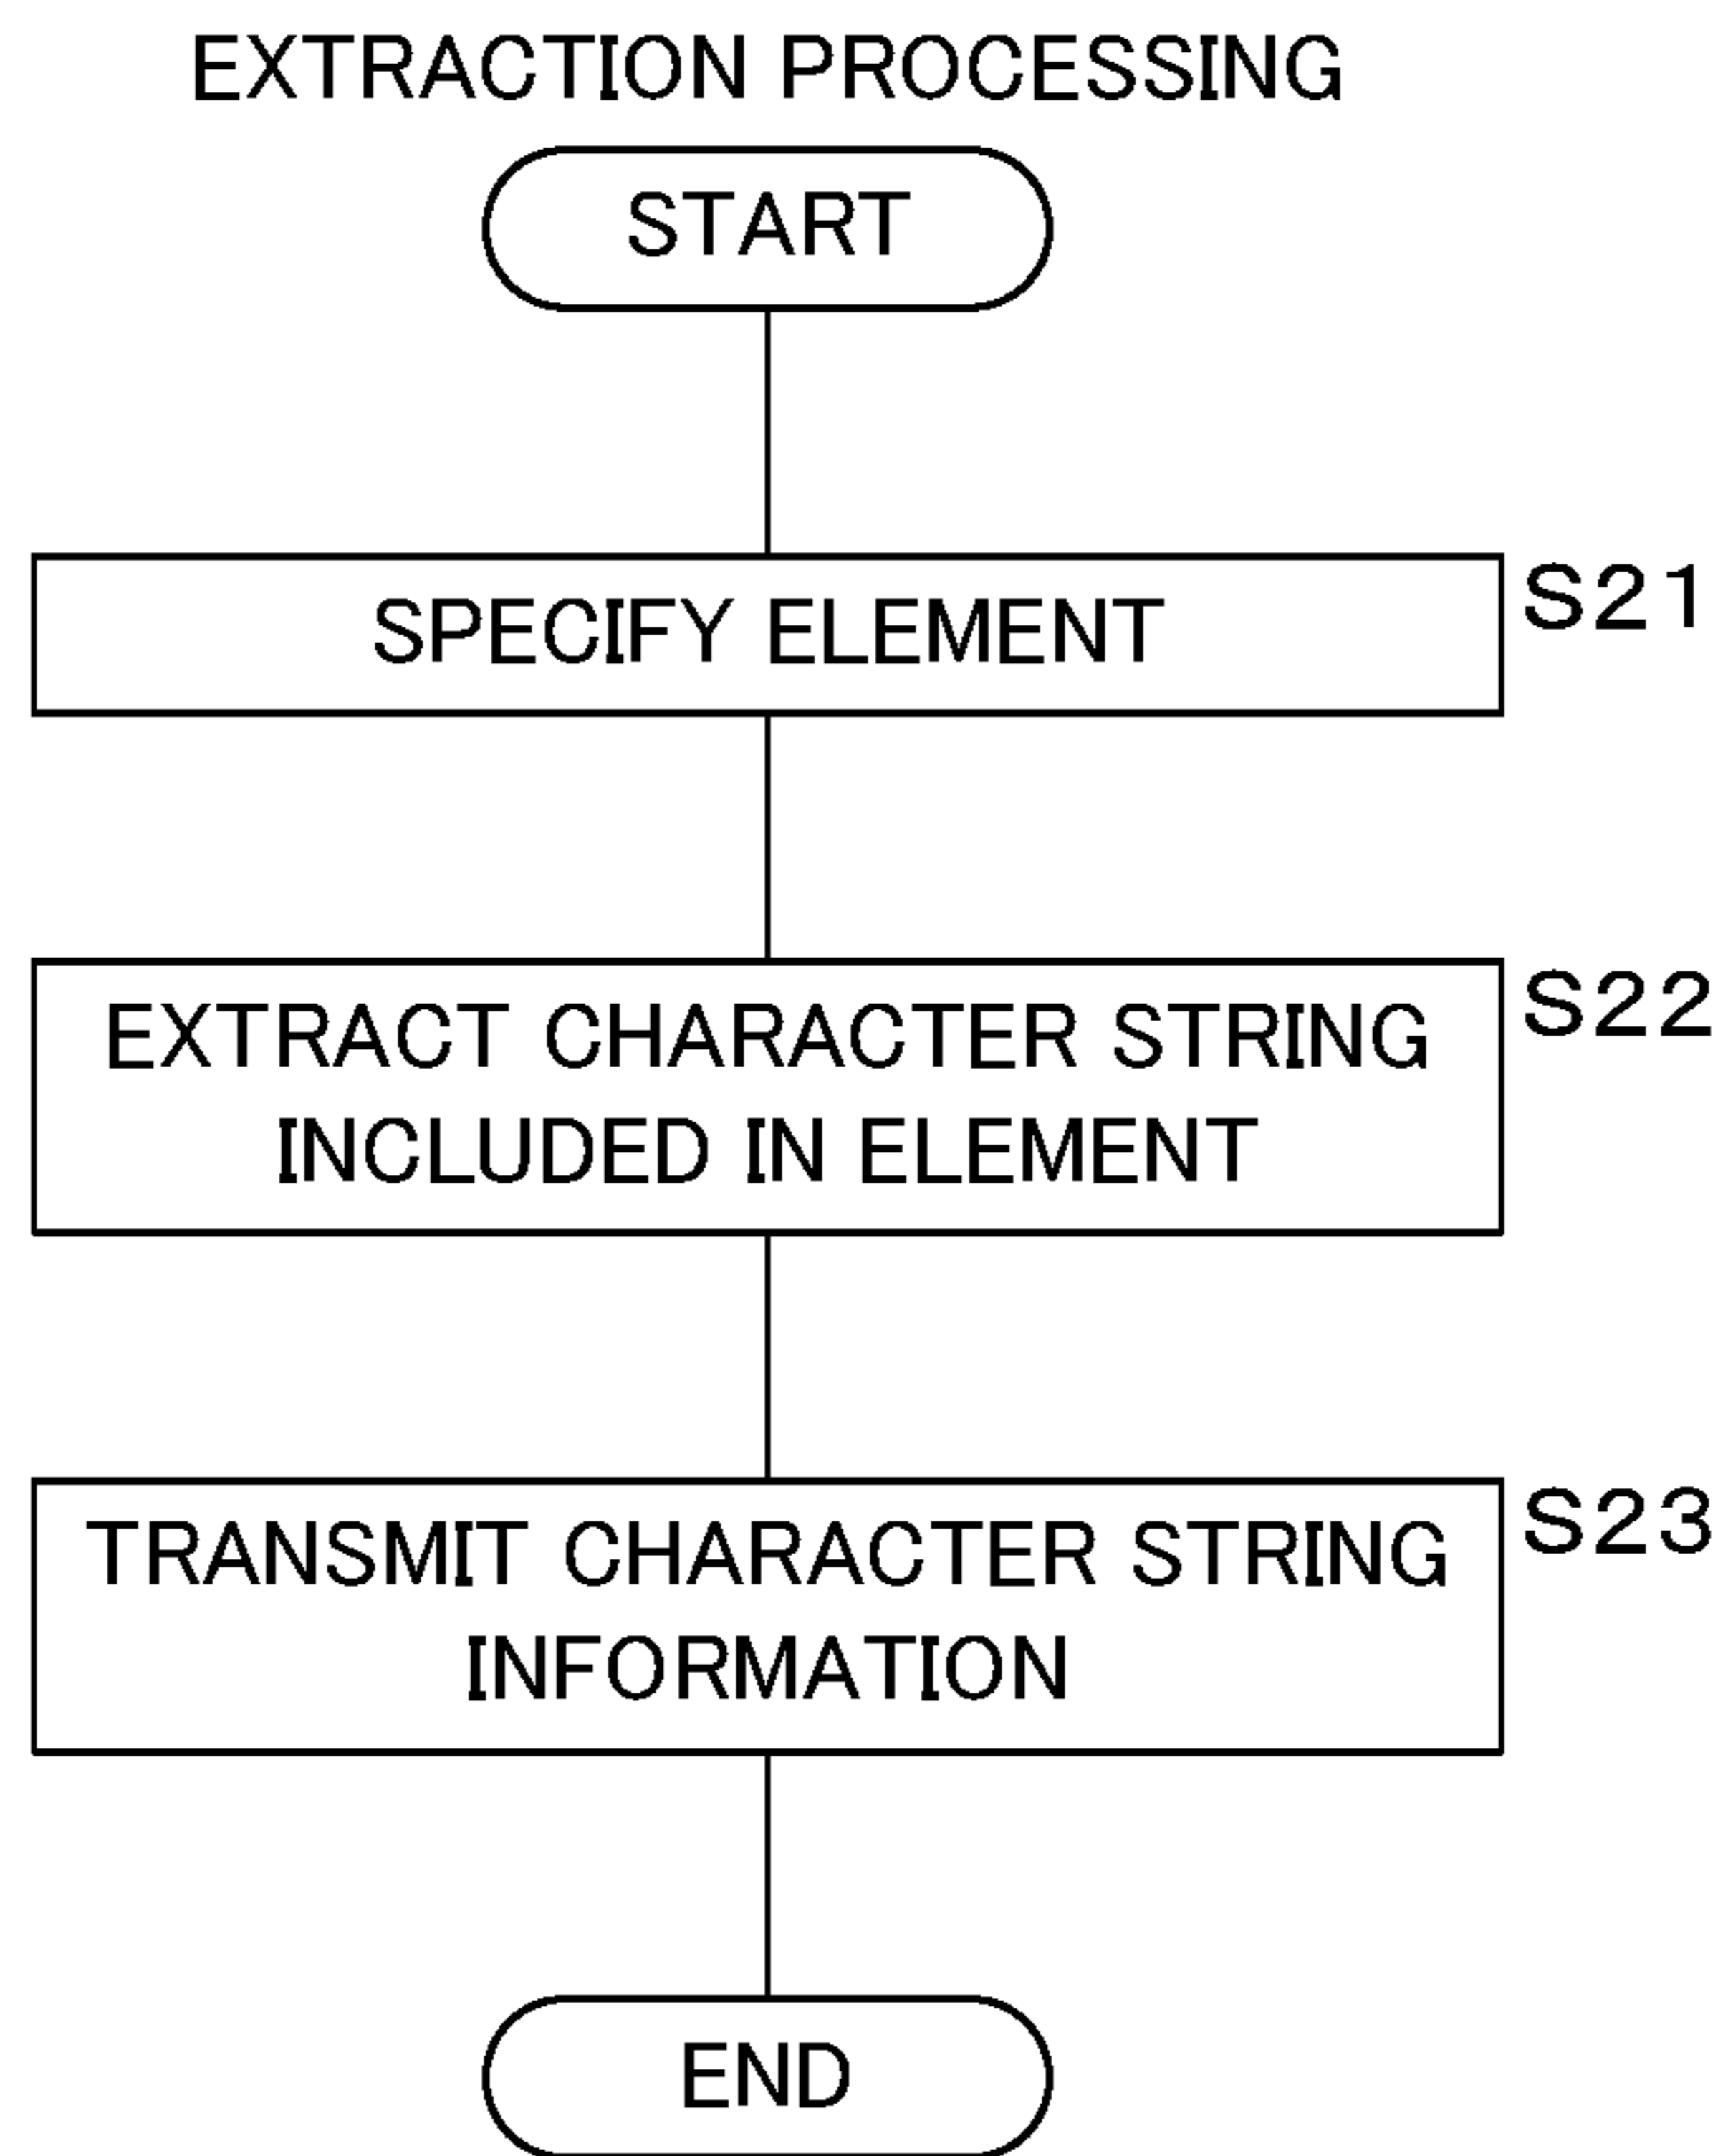 EXTRACTION PROCESSING
START
SPECIFY ELEMENT
S21
EXTRACT CHARACTER STRING
INCLUDED IN ELEMENT
S22
TRANSMIT CHARACTER STRING
INFORMATION
S23
END